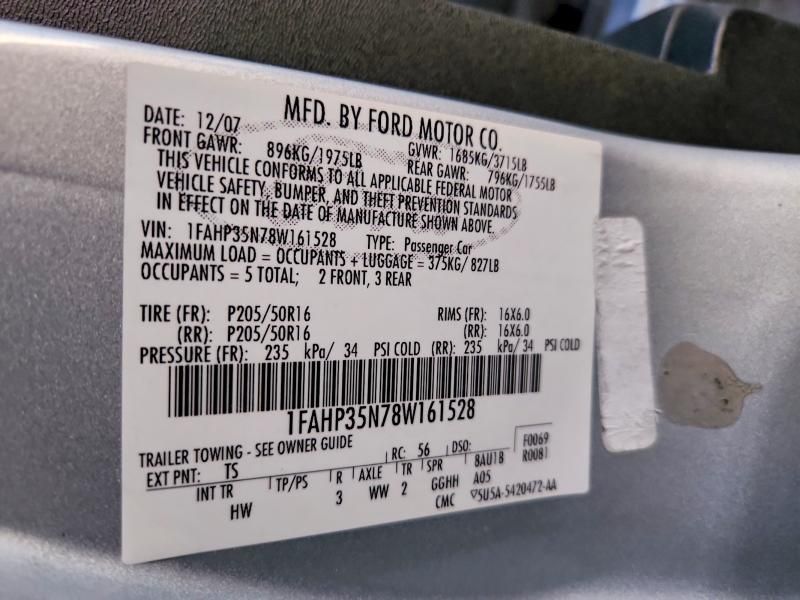 MFD. BY FORD MOTOR CO.
DATE: 12/07 GVWR: 1685KG/3715LB
FRONT GAWR: 896KG/1975LB REAR GAWR: 796KG/1755LB
THIS VEHICLE CONFORMS TO ALL APPLICABLE FEDERAL MOTOR
VEHICLE SAFETY, BUMPER, AND THEFT PREVENTION STANDARDS
IN EFFECT ON THE DATE OF MANUFACTURE SHOWN ABOVE.
VIN: 1FAHP35N78W161528 TYPE: Passenger Car
MAXIMUM LOAD = OCCUPANTS + LUGGAGE = 375KG/ 827LB
OCCUPANTS = 5 TOTAL; 2 FRONT, 3 REAR
TIRE (FR): P205/50R16 RIMS (FR): 16X6.0
(RR): P205/50R16 (RR): 16X6.0
PRESSURE (FR): 235 kPa/ 34 PSI COLD (RR): 235 kPa/ 34 PSI COLD
1FAHP35N78W161528
TRAILER TOWING - SEE OWNER GUIDE RC: 56 DSO: F0069
EXT PNT: TS 8AU1B R0081
INT TR TP/PS R AXLE TR SPR A05
HW 3 WW 2 GGHH
CMC 5U5A-5420472-AA